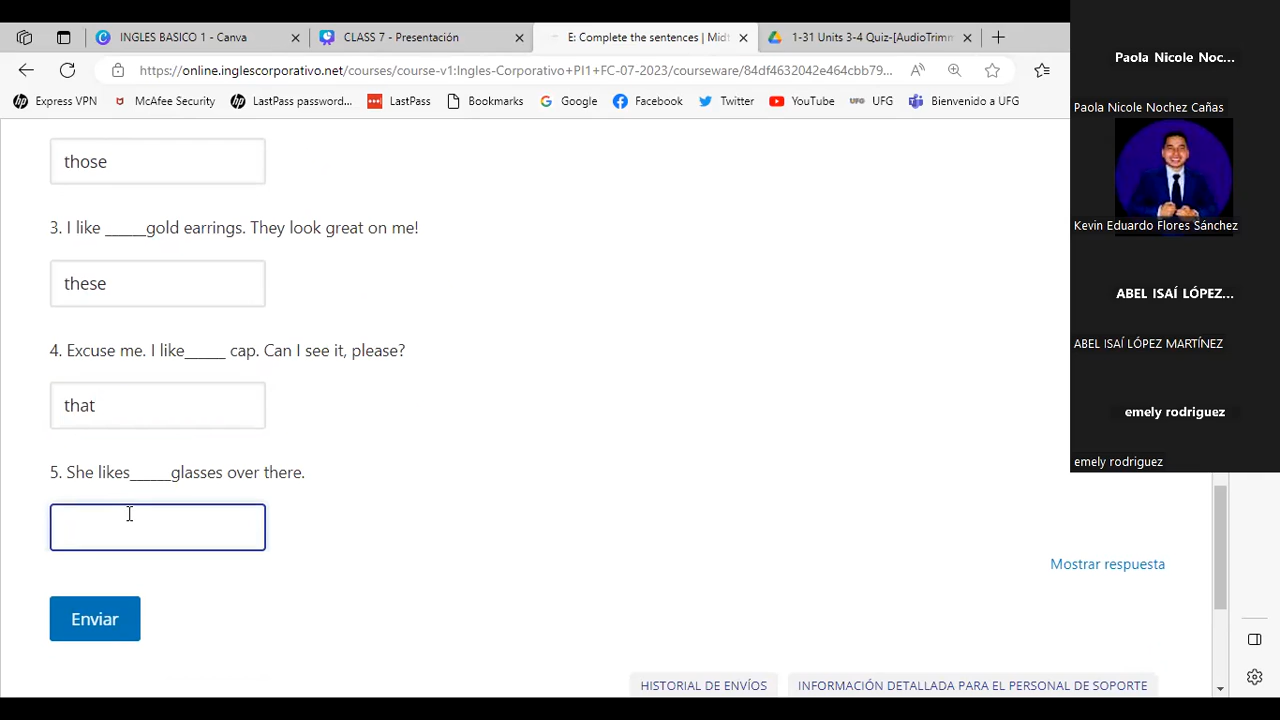 INGLES BASICO 1 - Canva
CLASS 7 - Presentación
E: Complete the sentences | Midt
1-31 Units 3-4 Quiz-[AudioTrimm
https://online.inglescorporativo.net/courses/course-v1:Ingles-Corporativo+PI1+FC-07-2023/courseware/84df4632042e464cbb79...
Express VPN
McAfee Security
LastPass password...
LastPass
Bookmarks
Google
Facebook
Twitter
YouTube
UFG
Bienvenido a UFG
those
3. I like ______gold earrings. They look great on me!
these
4. Excuse me. I like______ cap. Can I see it, please?
that
5. She likes______glasses over there.
Mostrar respuesta
Enviar
HISTORIAL DE ENVÍOS
INFORMACIÓN DETALLADA PARA EL PERSONAL DE SOPORTE
Paola Nicole Noc...
Paola Nicole Nochez Cañas
Kevin Eduardo Flores Sánchez
ABEL ISAÍ LÓPEZ...
ABEL ISAÍ LÓPEZ MARTÍNEZ
emely rodriguez
emely rodriguez